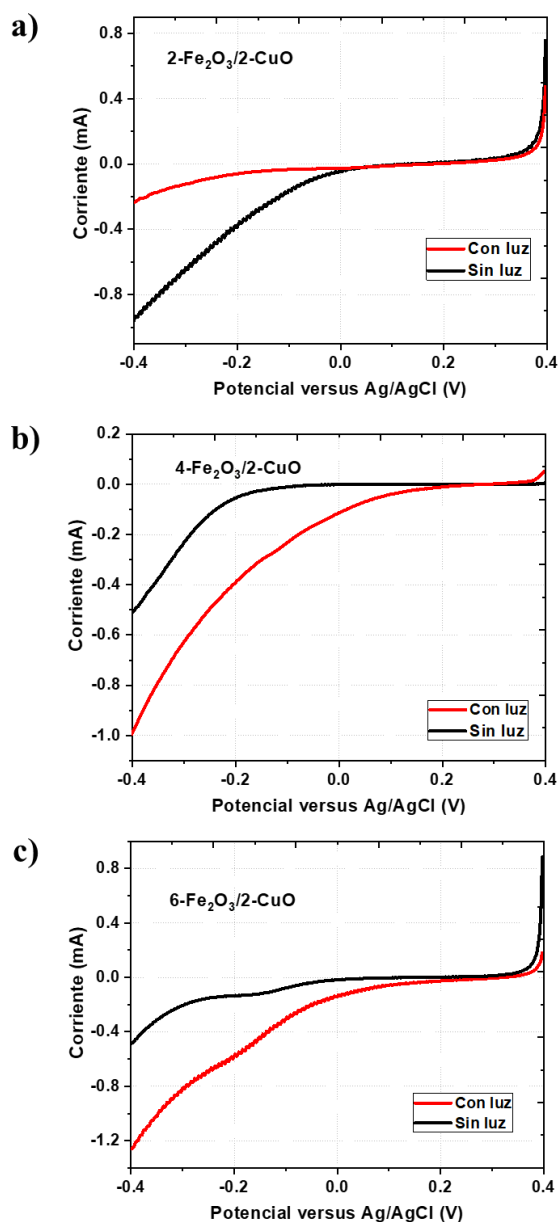 a)
2-Fe₂O₃/2-CuO
Corriente (mA)
0.8
0.4
0.0
-0.4
-0.8
Con luz
Sin luz
-0.4 -0.2 0.0 0.2 0.4
Potencial versus Ag/AgCl (V)
b)
4-Fe₂O₃/2-CuO
Corriente (mA)
0.2
0.0
-0.2
-0.4
-0.6
-0.8
-1.0
Con luz
Sin luz
-0.4 -0.2 0.0 0.2 0.4
Potencial versus Ag/AgCl (V)
c)
6-Fe₂O₃/2-CuO
Corriente (mA)
0.8
0.4
0.0
-0.4
-0.8
-1.2
Con luz
Sin luz
-0.4 -0.2 0.0 0.2 0.4
Potencial versus Ag/AgCl (V)